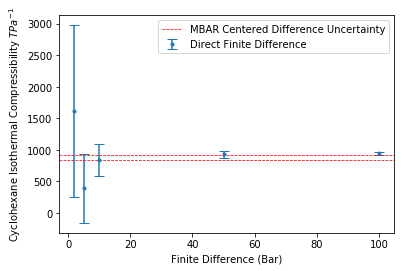 3000
2500
2000
1500
1000
500
0
Cyclohexane Isothermal Compressibility TPa⁻¹
MBAR Centered Difference Uncertainty
Direct Finite Difference
0 20 40 60 80 100
Finite Difference (Bar)